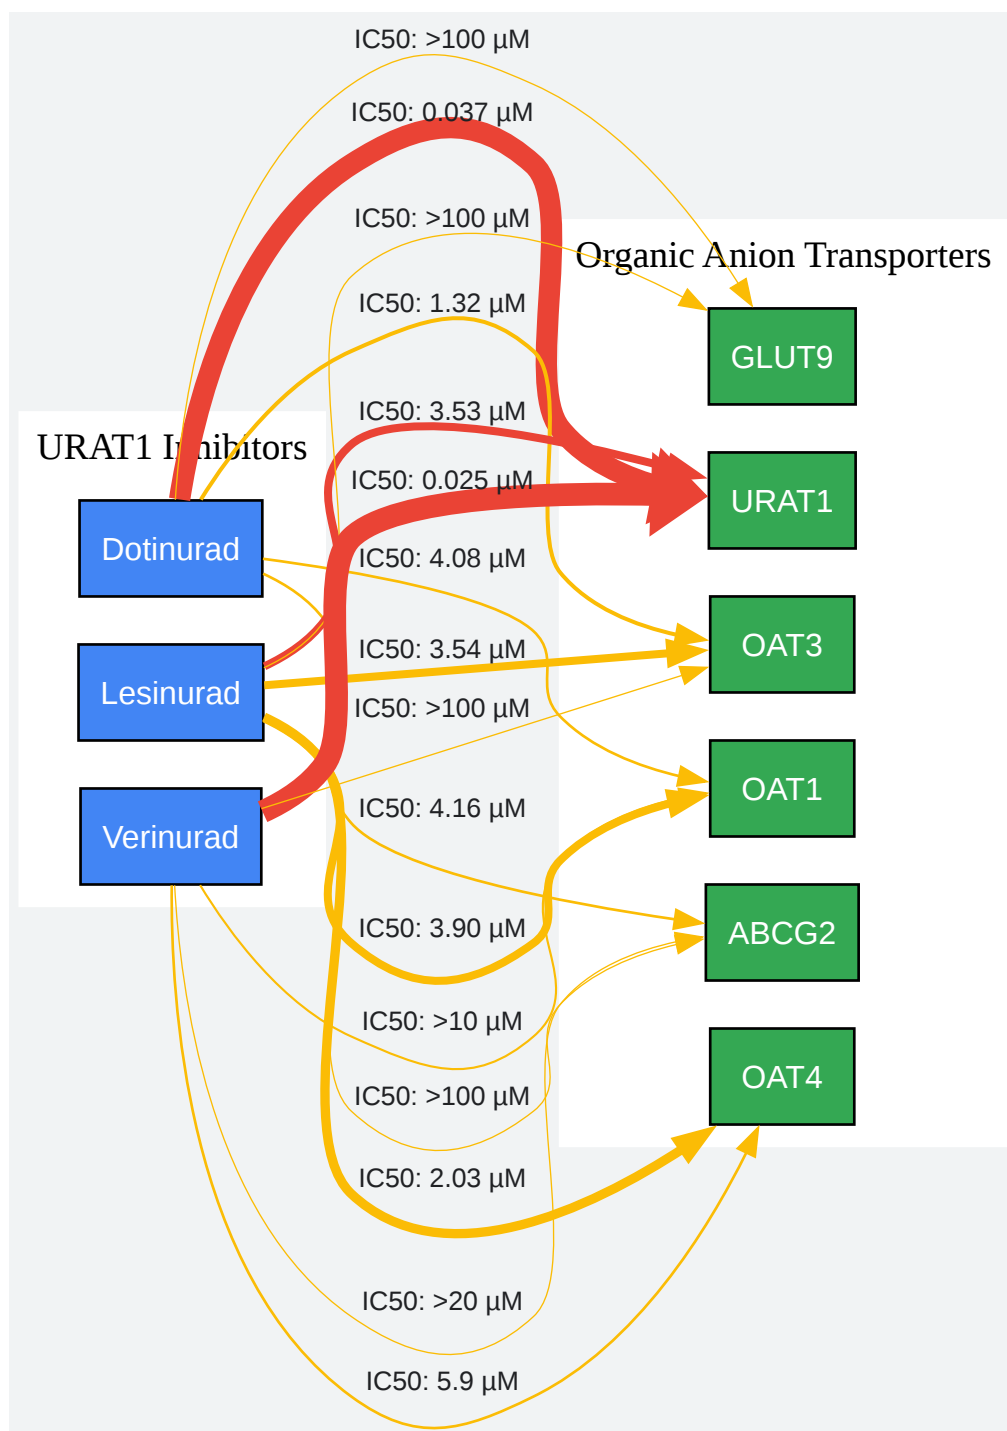 IC50: >100 µM
IC50: 0.037 µM
IC50: >100 µM
Organic Anion Transporters
IC50: 1.32 µM
GLUT9
IC50: 3.53 µM
URAT1 Inhibitors
IC50: 0.025 µM
URAT1
Dotinurad
IC50: 4.08 µM
IC50: 3.54 µM
OAT3
Lesinurad
IC50: >100 µM
OAT1
IC50: 4.16 µM
Verinurad
IC50: 3.90 µM
ABCG2
IC50: >10 µM
OAT4
IC50: >100 µM
IC50: 2.03 µM
IC50: >20 µM
IC50: 5.9 µM